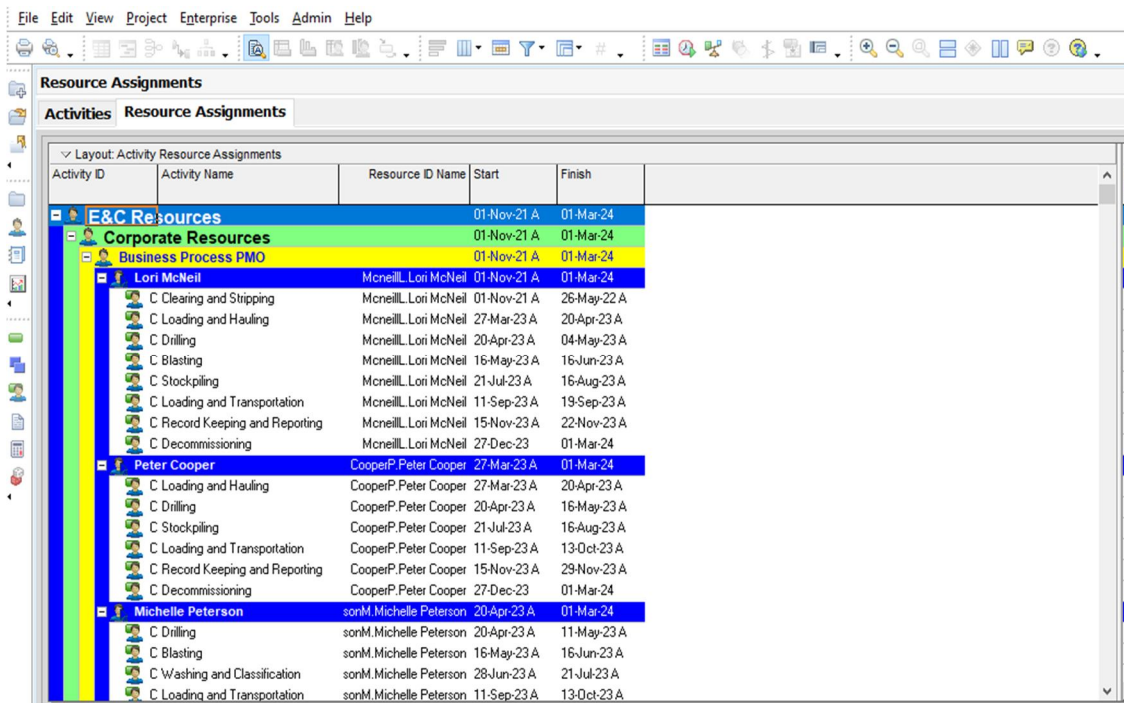 File Edit View Project Enterprise Tools Admin Help
Resource Assignments
Activities Resource Assignments
Layout: Activity Resource Assignments
Activity ID Activity Name Resource ID Name Start Finish
E&C Resources 01-Nov-21 A 01-Mar-24
Corporate Resources 01-Nov-21 A 01-Mar-24
Business Process PMO 01-Nov-21 A 01-Mar-24
Lori McNeil McneillL.Lori McNeil 01-Nov-21 A 01-Mar-24
C Clearing and Stripping McneillL.Lori McNeil 01-Nov-21 A 26-May-22 A
C Loading and Hauling McneillL.Lori McNeil 27-Mar-23 A 20-Apr-23 A
C Drilling McneillL.Lori McNeil 20-Apr-23 A 04-May-23 A
C Blasting McneillL.Lori McNeil 16-May-23 A 16-Jun-23 A
C Stockpiling McneillL.Lori McNeil 21-Jul-23 A 16-Aug-23 A
C Loading and Transportation McneillL.Lori McNeil 11-Sep-23 A 19-Sep-23 A
C Record Keeping and Reporting McneillL.Lori McNeil 15-Nov-23 A 22-Nov-23 A
C Decommissioning McneillL.Lori McNeil 27-Dec-23 01-Mar-24
Peter Cooper CooperP.Peter Cooper 27-Mar-23 A 01-Mar-24
C Loading and Hauling CooperP.Peter Cooper 27-Mar-23 A 20-Apr-23 A
C Drilling CooperP.Peter Cooper 20-Apr-23 A 16-May-23 A
C Stockpiling CooperP.Peter Cooper 21-Jul-23 A 16-Aug-23 A
C Loading and Transportation CooperP.Peter Cooper 11-Sep-23 A 13-Oct-23 A
C Record Keeping and Reporting CooperP.Peter Cooper 15-Nov-23 A 29-Nov-23 A
C Decommissioning CooperP.Peter Cooper 27-Dec-23 01-Mar-24
Michelle Peterson sonM.Michelle Peterson 20-Apr-23 A 01-Mar-24
C Drilling sonM.Michelle Peterson 20-Apr-23 A 11-May-23 A
C Blasting sonM.Michelle Peterson 16-May-23 A 16-Jun-23 A
C Washing and Classification sonM.Michelle Peterson 28-Jun-23 A 21-Jul-23 A
C Loading and Transportation sonM.Michelle Peterson 11-Sep-23 A 13-Oct-23 A